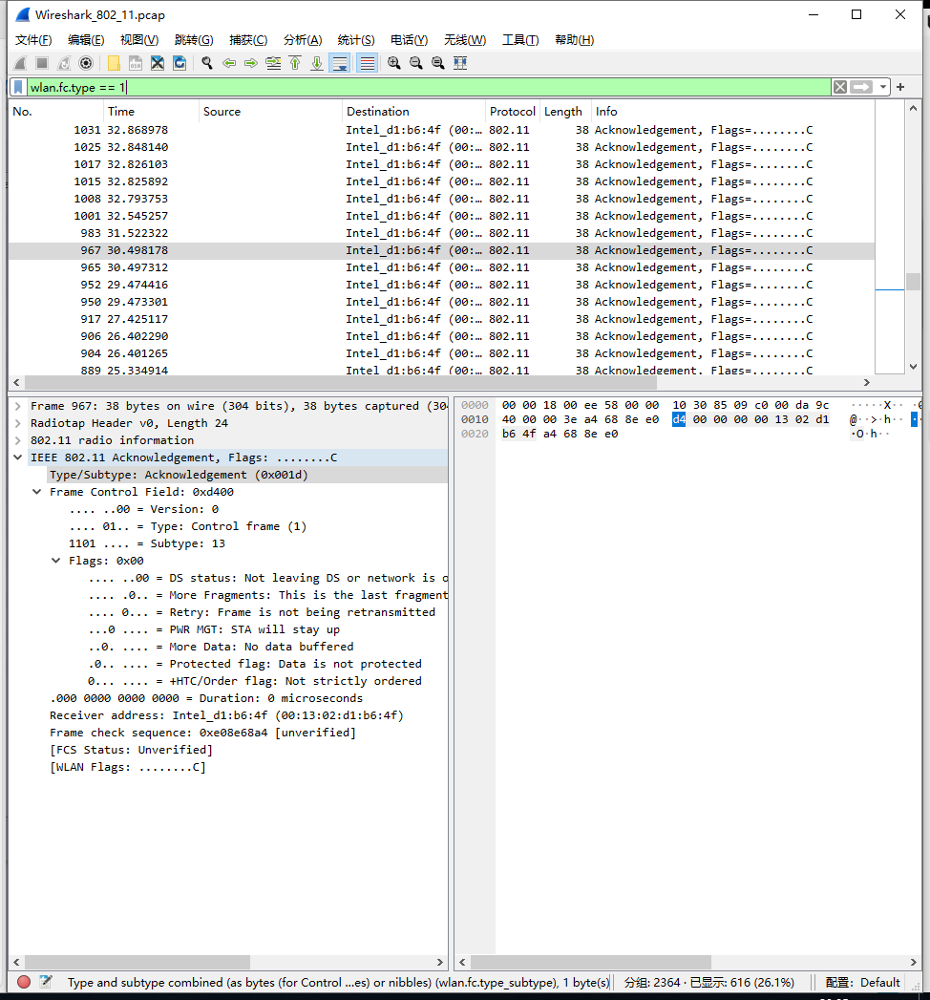 Wireshark_802_11.pcap
文件(F) 编辑(E) 视图(V) 跳转(G) 捕获(C) 分析(A) 统计(S) 电话(Y) 无线(W) 工具(T) 帮助(H)
wlan.fc.type == 1
No. Time Source Destination Protocol Length Info
1031 32.868978 Intel_d1:b6:4f (00:… 802.11 38 Acknowledgement, Flags=........C
1025 32.848140 Intel_d1:b6:4f (00:… 802.11 38 Acknowledgement, Flags=........C
1017 32.826103 Intel_d1:b6:4f (00:… 802.11 38 Acknowledgement, Flags=........C
1015 32.825892 Intel_d1:b6:4f (00:… 802.11 38 Acknowledgement, Flags=........C
1008 32.793753 Intel_d1:b6:4f (00:… 802.11 38 Acknowledgement, Flags=........C
1001 32.545257 Intel_d1:b6:4f (00:… 802.11 38 Acknowledgement, Flags=........C
983 31.522322 Intel_d1:b6:4f (00:… 802.11 38 Acknowledgement, Flags=........C
967 30.498178 Intel_d1:b6:4f (00:… 802.11 38 Acknowledgement, Flags=........C
965 30.497312 Intel_d1:b6:4f (00:… 802.11 38 Acknowledgement, Flags=........C
952 29.474416 Intel_d1:b6:4f (00:… 802.11 38 Acknowledgement, Flags=........C
950 29.473301 Intel_d1:b6:4f (00:… 802.11 38 Acknowledgement, Flags=........C
917 27.425117 Intel_d1:b6:4f (00:… 802.11 38 Acknowledgement, Flags=........C
906 26.402290 Intel_d1:b6:4f (00:… 802.11 38 Acknowledgement, Flags=........C
904 26.401265 Intel_d1:b6:4f (00:… 802.11 38 Acknowledgement, Flags=........C
889 25.334914 Intel_d1:b6:4f (00:… 802.11 38 Acknowledgement, Flags=........C
Frame 967: 38 bytes on wire (304 bits), 38 bytes captured (304
Radiotap Header v0, Length 24
802.11 radio information
IEEE 802.11 Acknowledgement, Flags: ........C
Type/Subtype: Acknowledgement (0x001d)
Frame Control Field: 0xd400
.... ..00 = Version: 0
.... 01.. = Type: Control frame (1)
1101 .... = Subtype: 13
Flags: 0x00
.... ..00 = DS status: Not leaving DS or network is o
.... .0.. = More Fragments: This is the last fragment
.... 0... = Retry: Frame is not being retransmitted
...0 .... = PWR MGT: STA will stay up
..0. .... = More Data: No data buffered
.0.. .... = Protected flag: Data is not protected
0... .... = +HTC/Order flag: Not strictly ordered
.000 0000 0000 0000 = Duration: 0 microseconds
Receiver address: Intel_d1:b6:4f (00:13:02:d1:b6:4f)
Frame check sequence: 0xe08e68a4 [unverified]
[FCS Status: Unverified]
[WLAN Flags: ........C]
0000 00 00 18 00 ee 58 00 00 10 30 85 09 c0 00 da 9c ·····X·· ·0
0010 40 00 00 3e a4 68 8e e0 d4 00 00 00 00 13 02 d1 @··>·h·· ··
0020 b6 4f a4 68 8e e0 ·O·h··
Type and subtype combined (as bytes (for Control …es) or nibbles) (wlan.fc.type_subtype), 1 byte(s) 分组: 2364 · 已显示: 616 (26.1%) 配置: Default